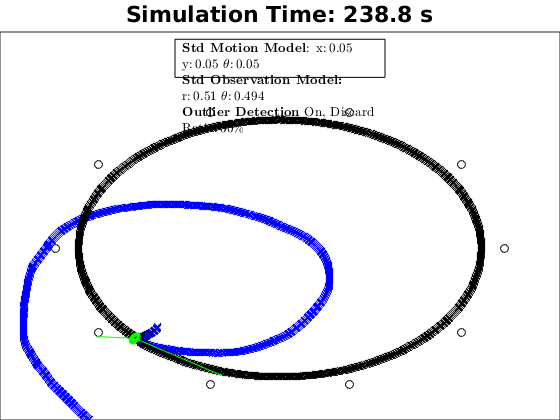 Simulation Time: 238.8 s
Std Motion Model: x:0.05
y:0.05 θ:0.05
Std Observation Model:
r:0.51 θ:0.494
Outlier Detection On, Discard